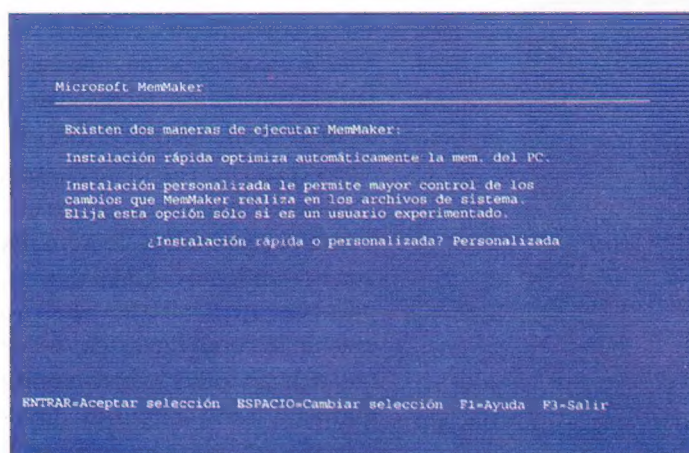 Microsoft MemMaker
Existen dos maneras de ejecutar MemMaker:
Instalación rápida optimiza automáticamente la mem. del PC.
Instalación personalizada le permite mayor control de los
cambios que MemMaker realiza en los archivos de sistema.
Elija esta opción sólo si es un usuario experimentado.
¿Instalación rápida o personalizada? Personalizada
ENTRAR=Aceptar selección ESPACIO=Cambiar selección F1=Ayuda F3=Salir